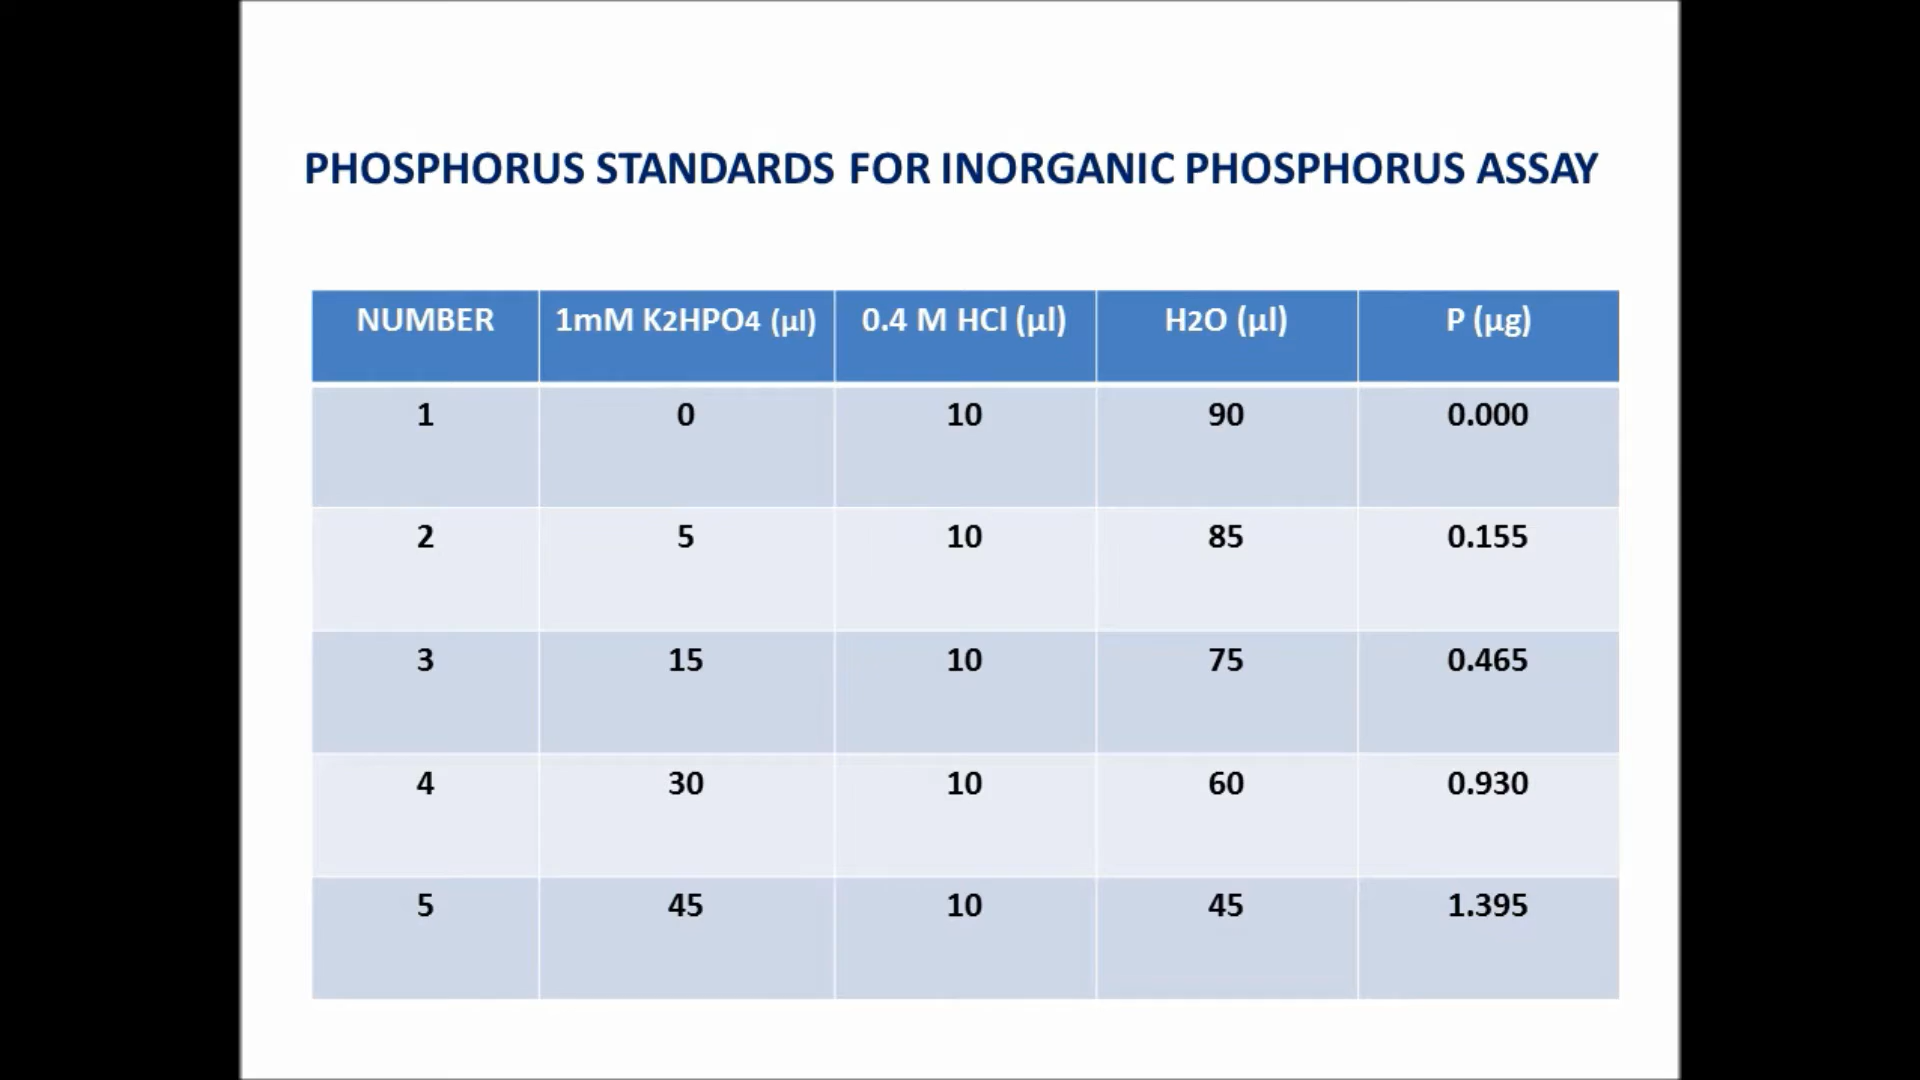 PHOSPHORUS STANDARDS FOR INORGANIC PHOSPHORUS ASSAY
NUMBER 1mM K2HPO4 (µl) 0.4 M HCl (µl) H2O (µl) P (µg)
1 0 10 90 0.000
2 5 10 85 0.155
3 15 10 75 0.465
4 30 10 60 0.930
5 45 10 45 1.395